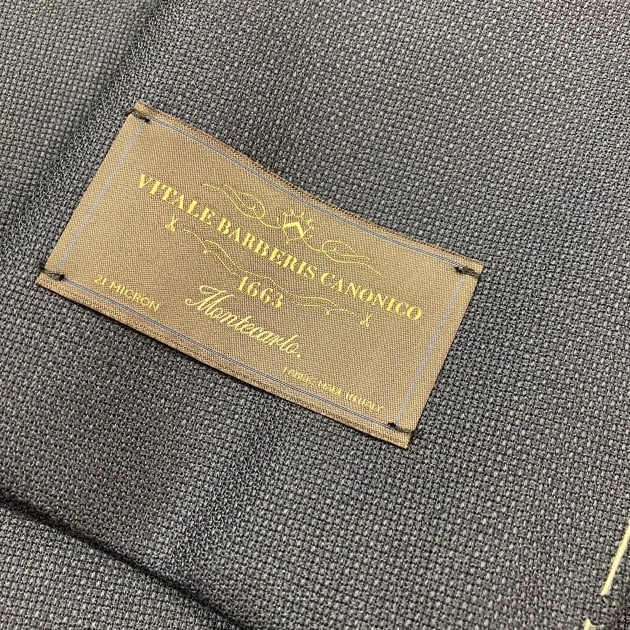 VITALE BARBERIS CANONICO
1663
21 MICRON
Montecarlo.
FABRIC MADE IN ITALY